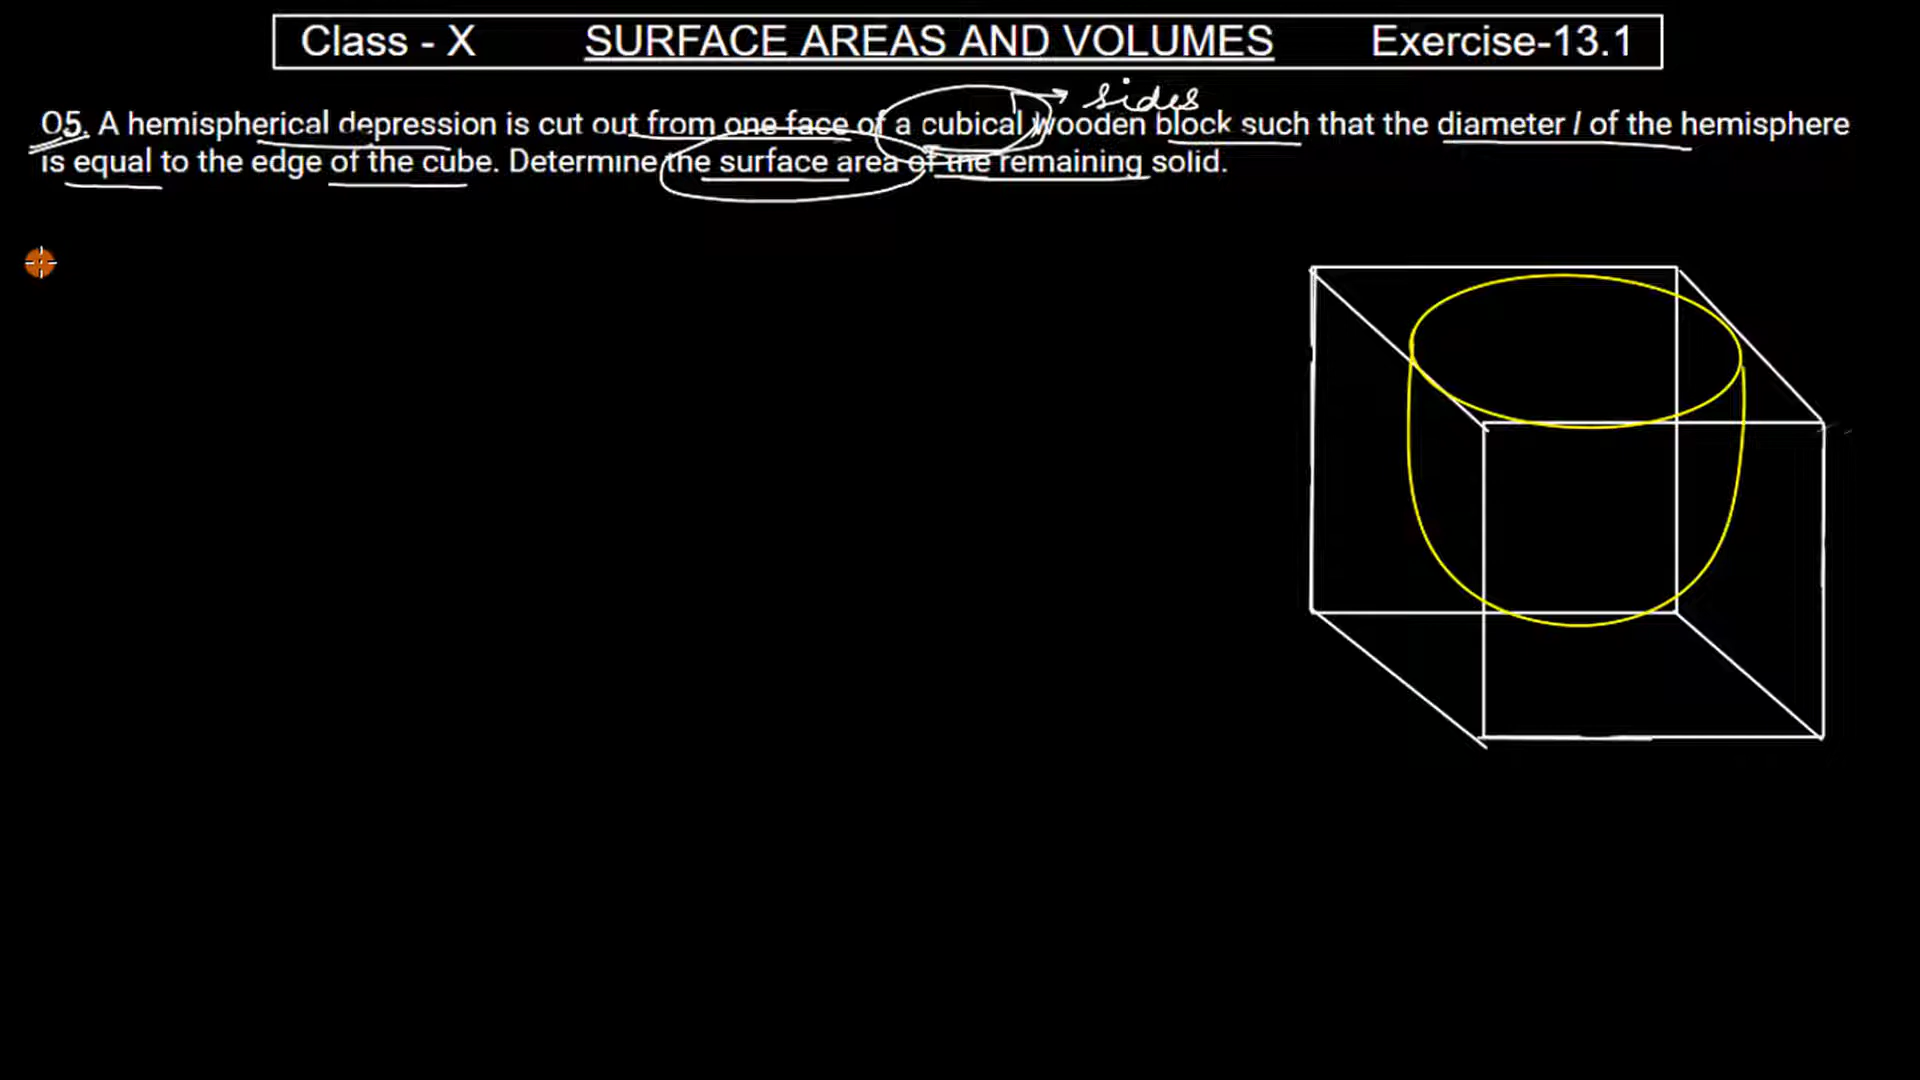 Class - X SURFACE AREAS AND VOLUMES Exercise-13.1
sides
Q5. A hemispherical depression is cut out from one face of a cubical wooden block such that the diameter l of the hemisphere
is equal to the edge of the cube. Determine the surface area of the remaining solid.